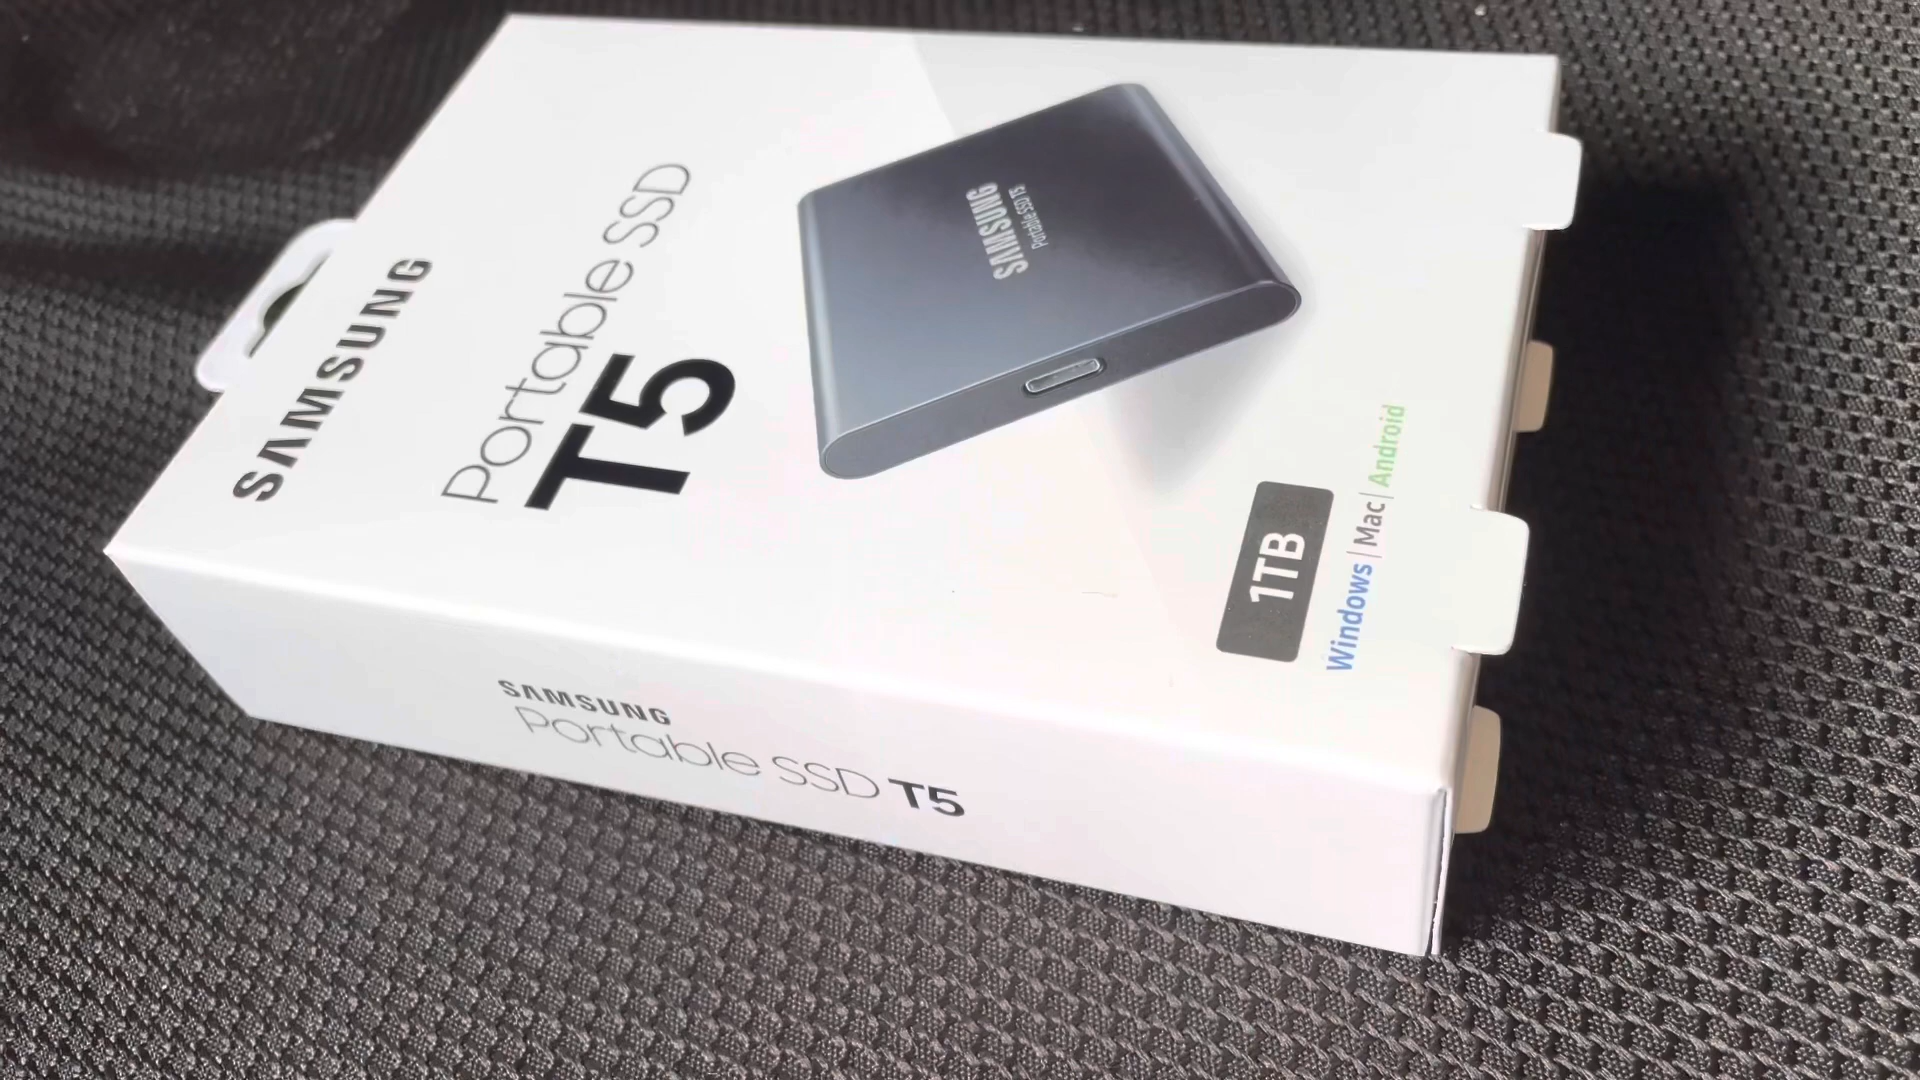 SAMSUNG
Portable SSD
T5
SAMSUNG
Portable SSD T5
1TB
Windows | Mac | Android
SAMSUNG
Portable SSD T5